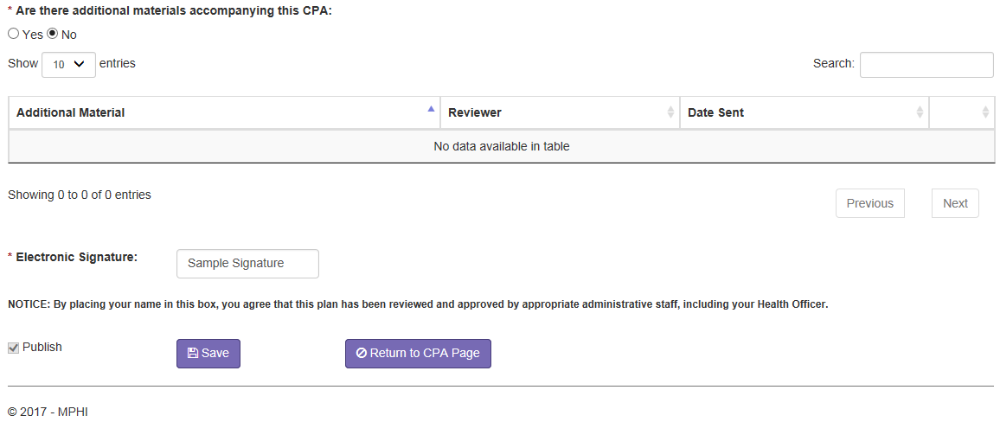 * Are there additional materials accompanying this CPA:
Yes No
Show 10 entries Search:
Additional Material Reviewer Date Sent
No data available in table
Showing 0 to 0 of 0 entries
Previous Next
* Electronic Signature: Sample Signature
NOTICE: By placing your name in this box, you agree that this plan has been reviewed and approved by appropriate administrative staff, including your Health Officer.
Publish Save Return to CPA Page
© 2017 - MPHI